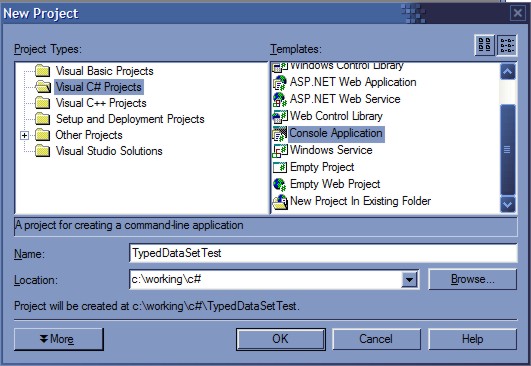 New Project
Project Types:
Templates:
Visual Basic Projects
Visual C# Projects
Visual C++ Projects
Setup and Deployment Projects
Other Projects
Visual Studio Solutions
Windows Control Library
ASP.NET Web Application
ASP.NET Web Service
Web Control Library
Console Application
Windows Service
Empty Project
Empty Web Project
New Project In Existing Folder
A project for creating a command-line application
Name:
TypedDataSetTest
Location:
c:\working\c#
Browse...
Project will be created at c:\working\c#\TypedDataSetTest.
More
OK
Cancel
Help